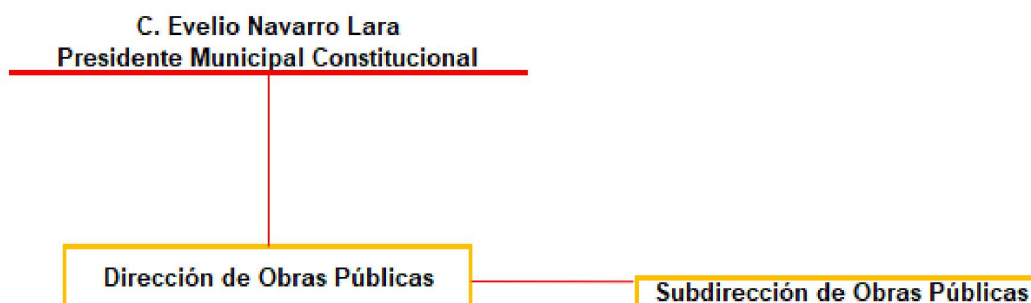 C. Evelio Navarro Lara
Presidente Municipal Constitucional
Dirección de Obras Públicas
Subdirección de Obras Públicas